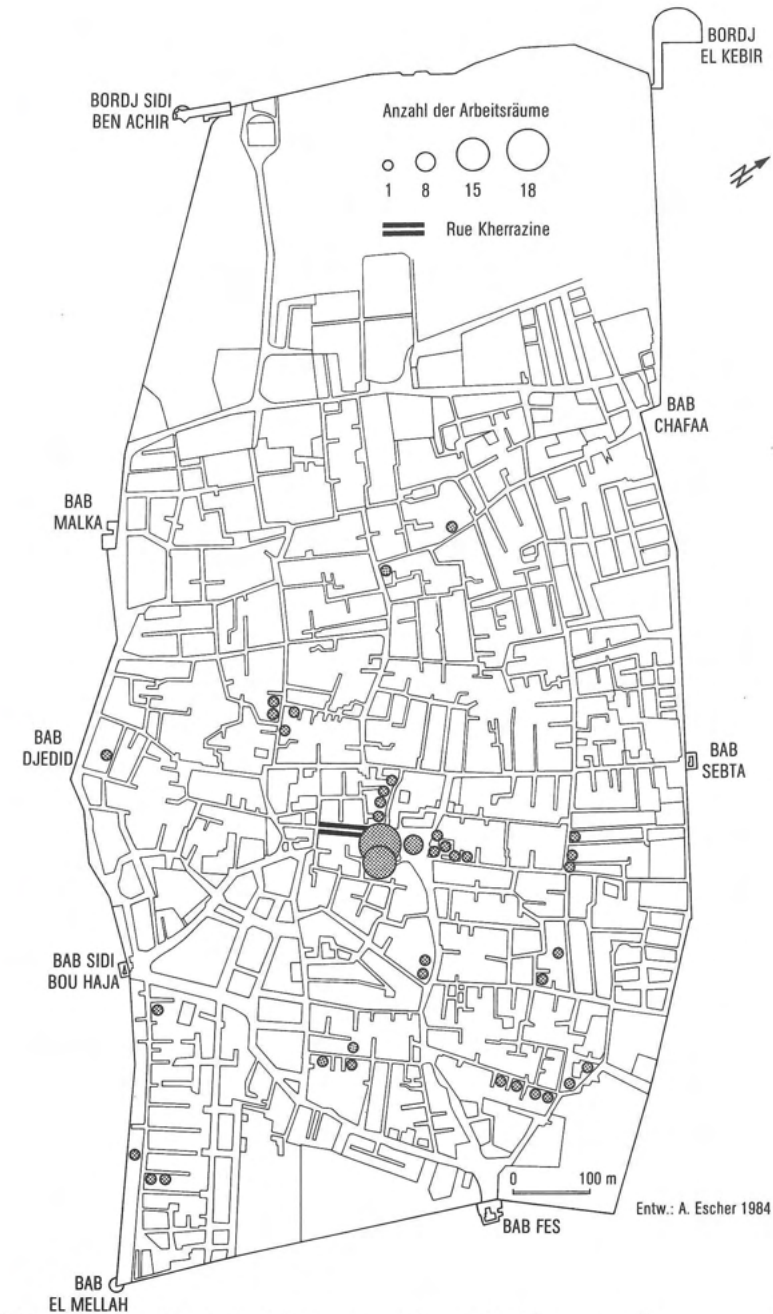 BORDJ
EL KEBIR
BORDJ SIDI
BEN ACHIR
Anzahl der Arbeitsräume
1 8 15 18
Rue Kherrazine
N
BAB
CHAFAA
BAB
MALKA
BAB
DJEDID
BAB
SEBTA
BAB SIDI
BOU HAJA
0 100 m
Entw.: A. Escher 1984
BAB FES
BAB
EL MELLAH